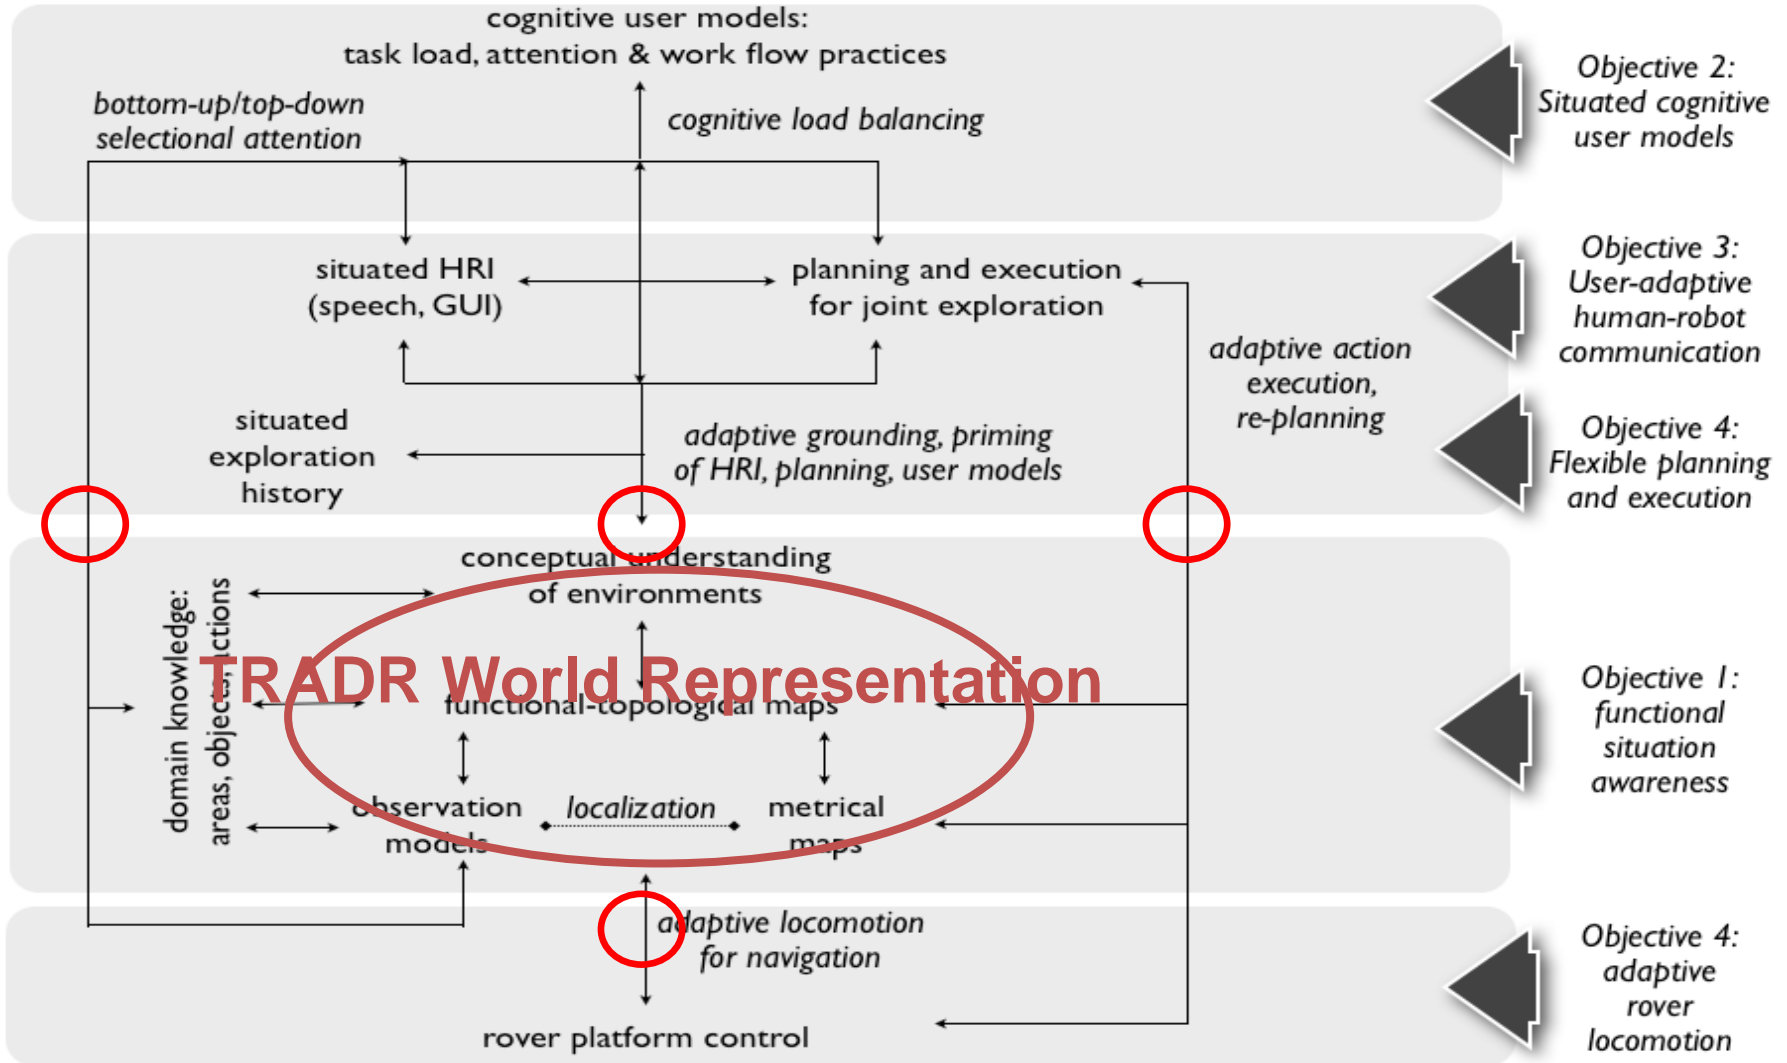 cognitive user models:
task load, attention & work flow practices
bottom-up/top-down
selectional attention
cognitive load balancing
Objective 2:
Situated cognitive
user models
situated HRI
(speech, GUI)
planning and execution
for joint exploration
Objective 3:
User-adaptive
human-robot
communication
adaptive action
execution,
re-planning
situated
exploration
history
adaptive grounding, priming
of HRI, planning, user models
Objective 4:
Flexible planning
and execution
conceptual understanding
of environments
domain knowledge:
areas, objects, actions
TRADR World Representation
functional-topological maps
observation
models
localization
metrical
maps
Objective 1:
functional
situation
awareness
adaptive locomotion
for navigation
rover platform control
Objective 4:
adaptive
rover
locomotion